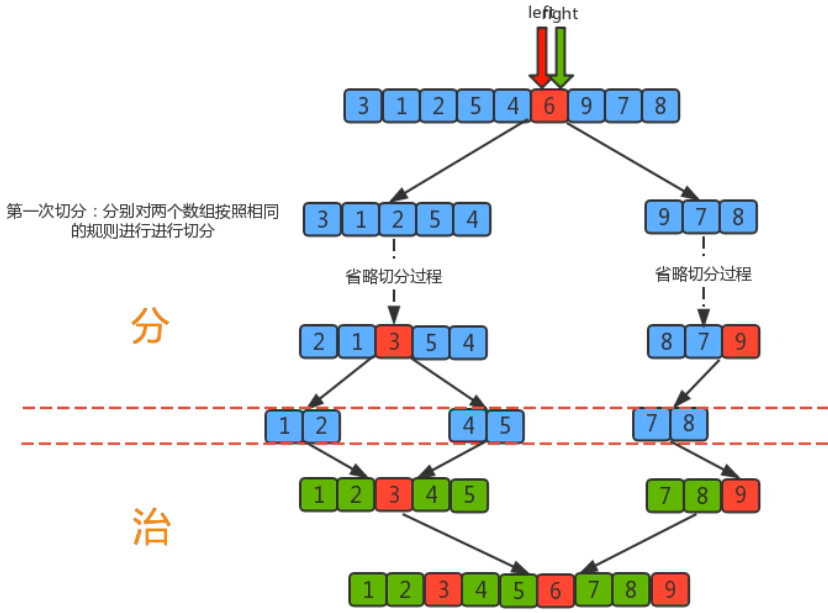 left right
3 1 2 5 4 6 9 7 8
第一次切分：分别对两个数组按照相同
的规则进行进行切分
3 1 2 5 4
9 7 8
省略切分过程
省略切分过程
分
2 1 3 5 4
8 7 9
1 2
4 5
7 8
1 2 3 4 5
7 8 9
治
1 2 3 4 5 6 7 8 9